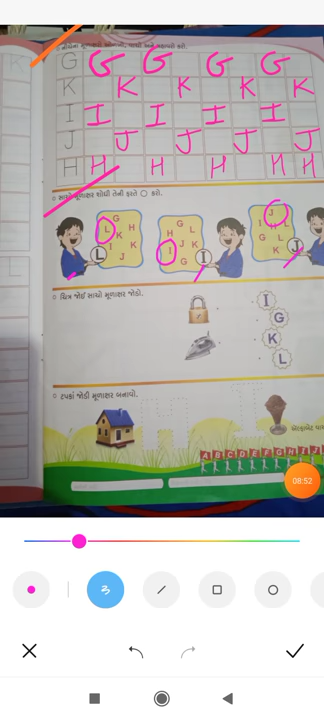 G G G G G
K K K K K
I I I I I
J J J J J
H H H H H H
સાચો મૂળાક્ષર શોધી તેની ફરતે ○ કરો.
G
L H
K
I K
J
L
G
H L
J K
I
G
I
J
I H L
G L
K
J
ચિત્ર જોઈ સાચો મૂળાક્ષર જોડો.
I
G
K
L
ટપકાં જોડી મૂળાક્ષર બનાવો.
H I
A B C D E F G H I J
08:52